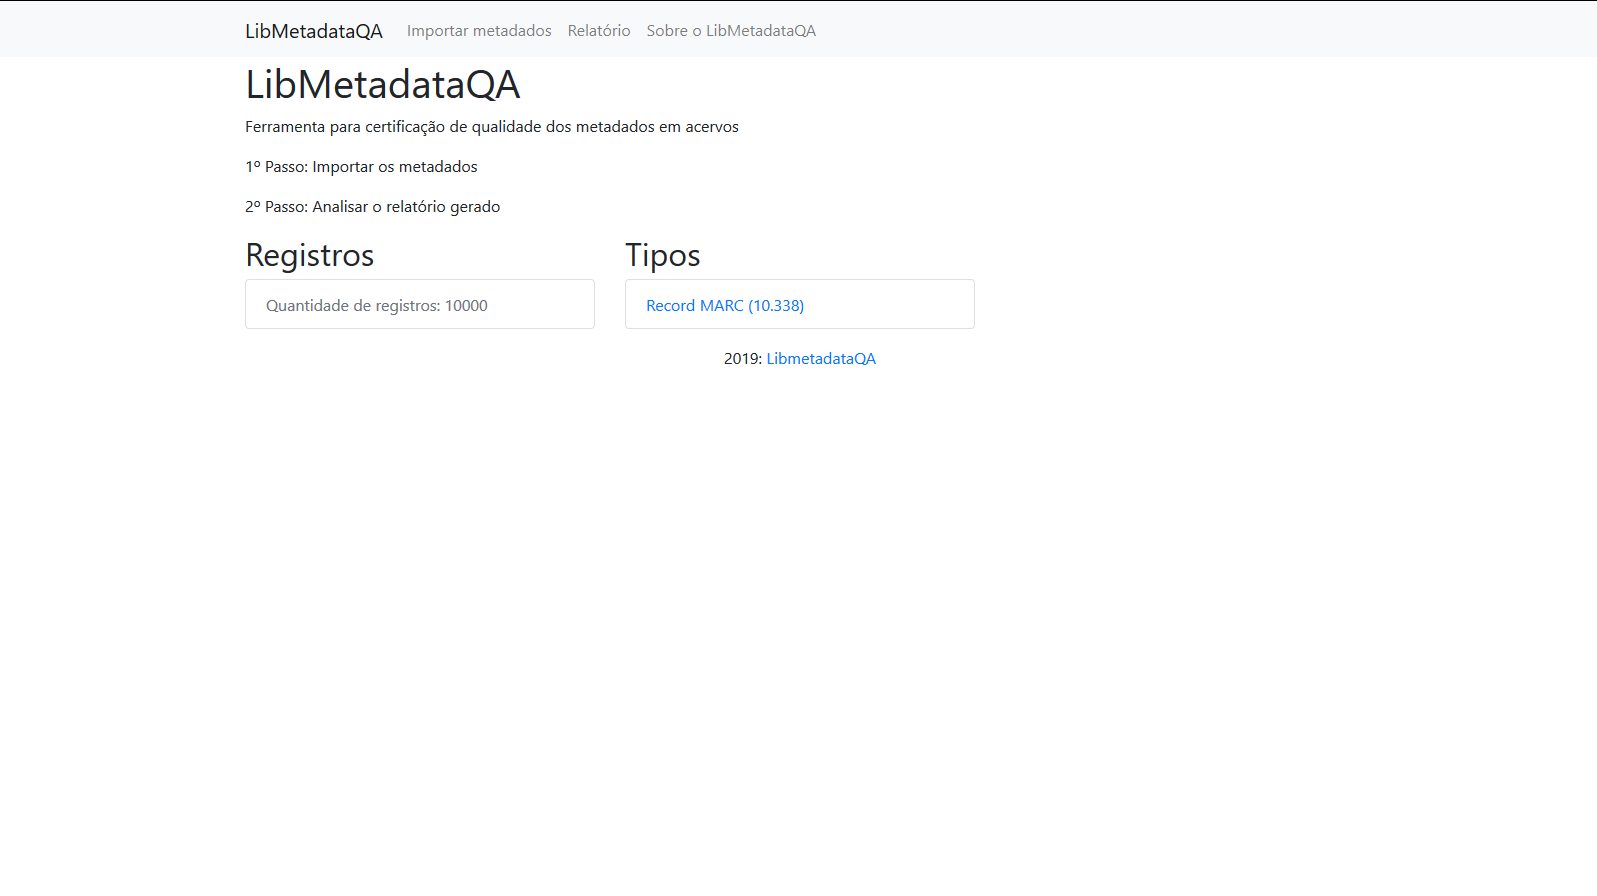 LibMetadataQA Importar metadados Relatório Sobre o LibMetadataQA
LibMetadataQA
Ferramenta para certificação de qualidade dos metadados em acervos
1º Passo: Importar os metadados
2º Passo: Analisar o relatório gerado
Registros
Quantidade de registros: 10000
Tipos
Record MARC (10.338)
2019: LibmetadataQA